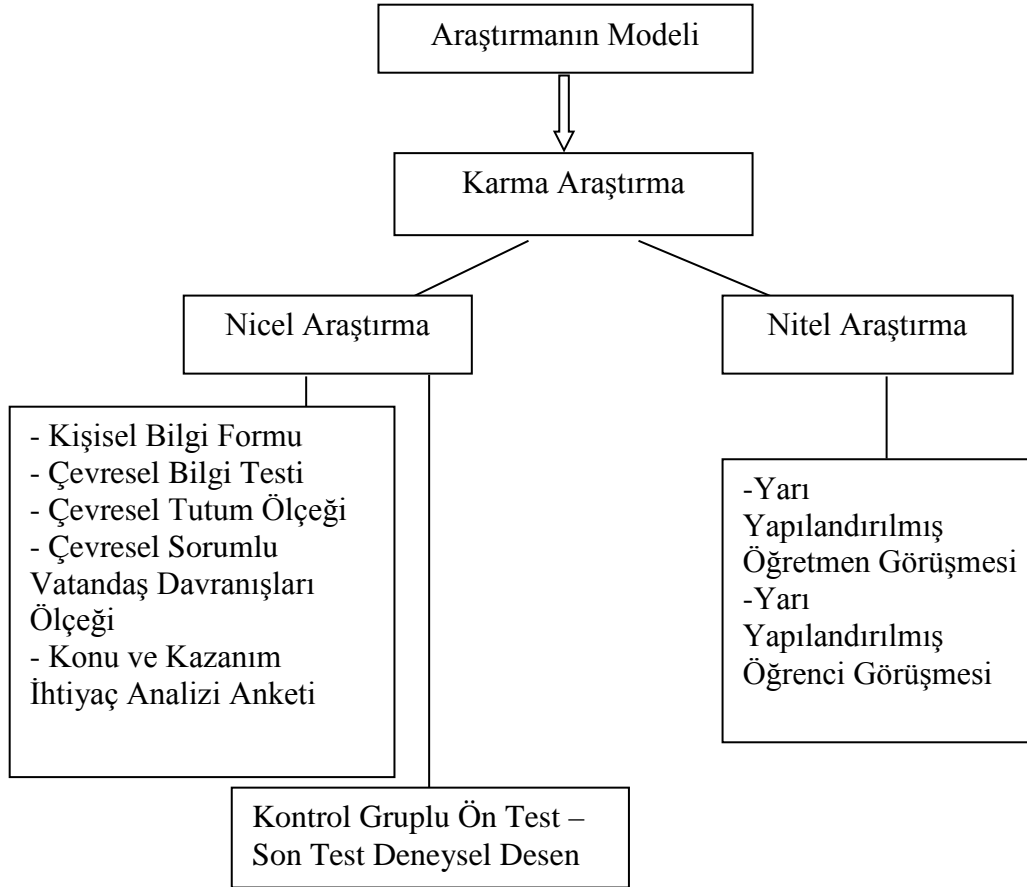 Araştırmanın Modeli
Karma Araştırma
Nicel Araştırma
Nitel Araştırma
- Kişisel Bilgi Formu
- Çevresel Bilgi Testi
- Çevresel Tutum Ölçeği
- Çevresel Sorumlu
Vatandaş Davranışları
Ölçeği
- Konu ve Kazanım
İhtiyaç Analizi Anketi
-Yarı
Yapılandırılmış
Öğretmen Görüşmesi
-Yarı
Yapılandırılmış
Öğrenci Görüşmesi
Kontrol Gruplu Ön Test –
Son Test Deneysel Desen